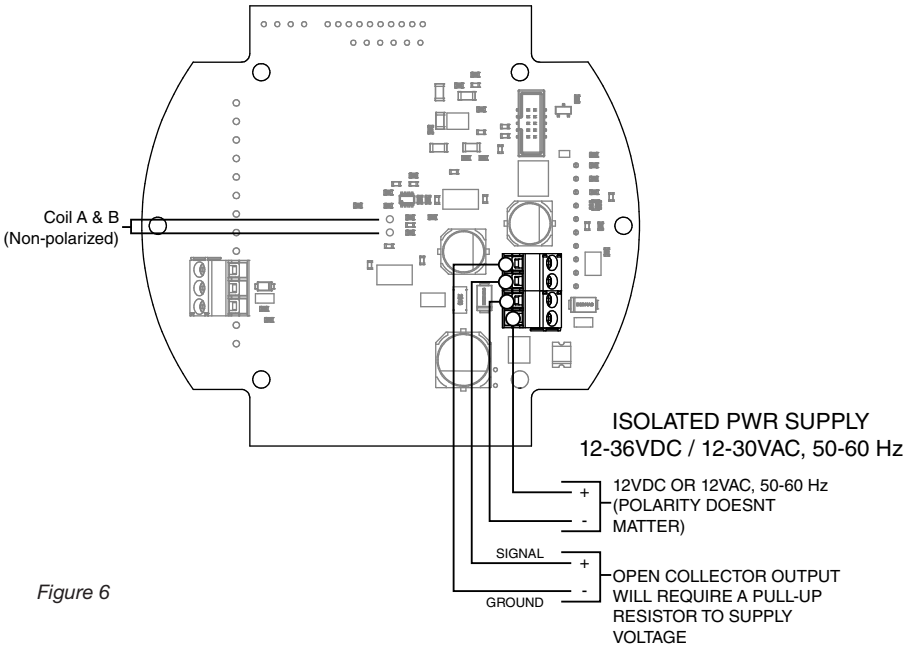 Coil A & B
(Non-polarized)
ISOLATED PWR SUPPLY
12-36VDC / 12-30VAC, 50-60 Hz
+
12VDC OR 12VAC, 50-60 Hz
(POLARITY DOESNT
-
MATTER)
SIGNAL
+
OPEN COLLECTOR OUTPUT
-
WILL REQUIRE A PULL-UP
GROUND
RESISTOR TO SUPPLY
VOLTAGE
Figure 6